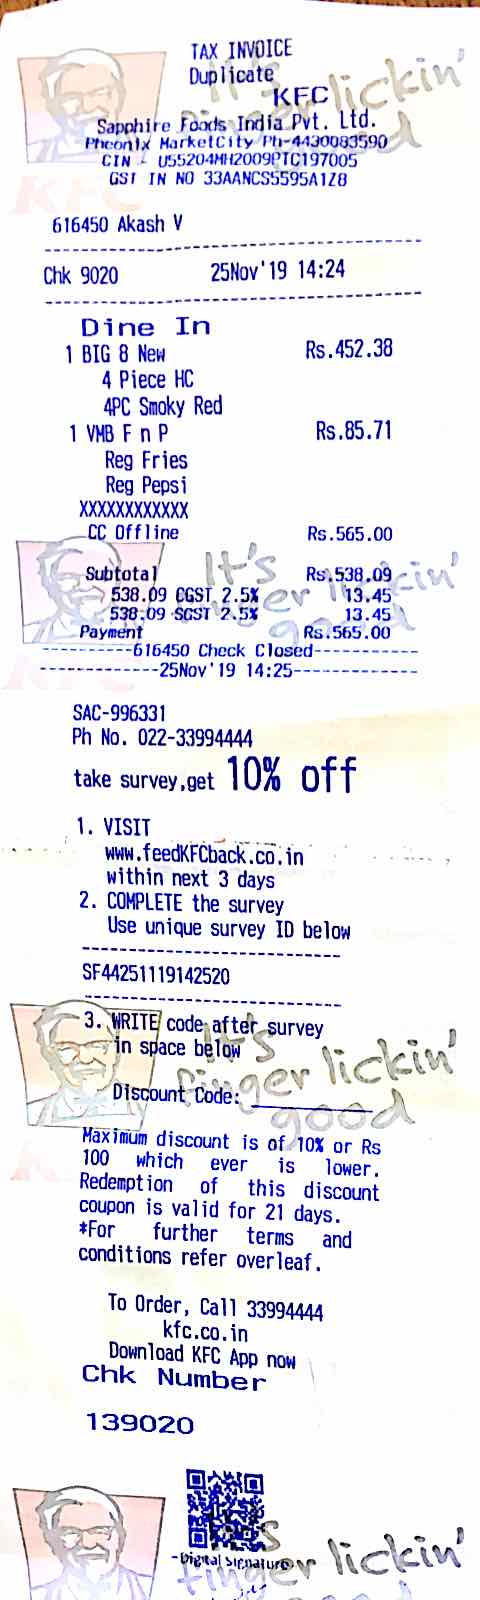 TAX INVOICE
Duplicate
KFC
Sapphire Foods India Pvt. Ltd.
Pheonix MarketCity Ph-4430083590
CIN - U55204MH2009PTC197005
GST IN NO 33AANCS5595A1Z8
It's finger lickin' good
KFC
616450 Akash V
Chk 9020 25Nov'19 14:24
Dine In
1 BIG 8 New Rs.452.38
4 Piece HC
4PC Smoky Red
1 VMB F n P Rs.85.71
Reg Fries
Reg Pepsi
XXXXXXXXXXXX
CC Offline Rs.565.00
Subtotal Rs.538.09
538.09 CGST 2.5% 13.45
538.09 SGST 2.5% 13.45
Payment Rs.565.00
It's finger lickin' good
KFC
----------616450 Check Closed----------
-------------25Nov'19 14:25-------------
SAC-996331
Ph No. 022-33994444
take survey,get 10% off
1. VISIT
www.feedKFCback.co.in
within next 3 days
2. COMPLETE the survey
Use unique survey ID below
SF44251119142520
3. WRITE code after survey
in space below
It's finger lickin' good
Discount Code:
Maximum discount is of 10% or Rs
100 which ever is lower.
Redemption of this discount
coupon is valid for 21 days.
*For further terms and
conditions refer overleaf.
To Order, Call 33994444
kfc.co.in
Download KFC App now
Chk Number
139020
-Digital Signature-
finger lickin'